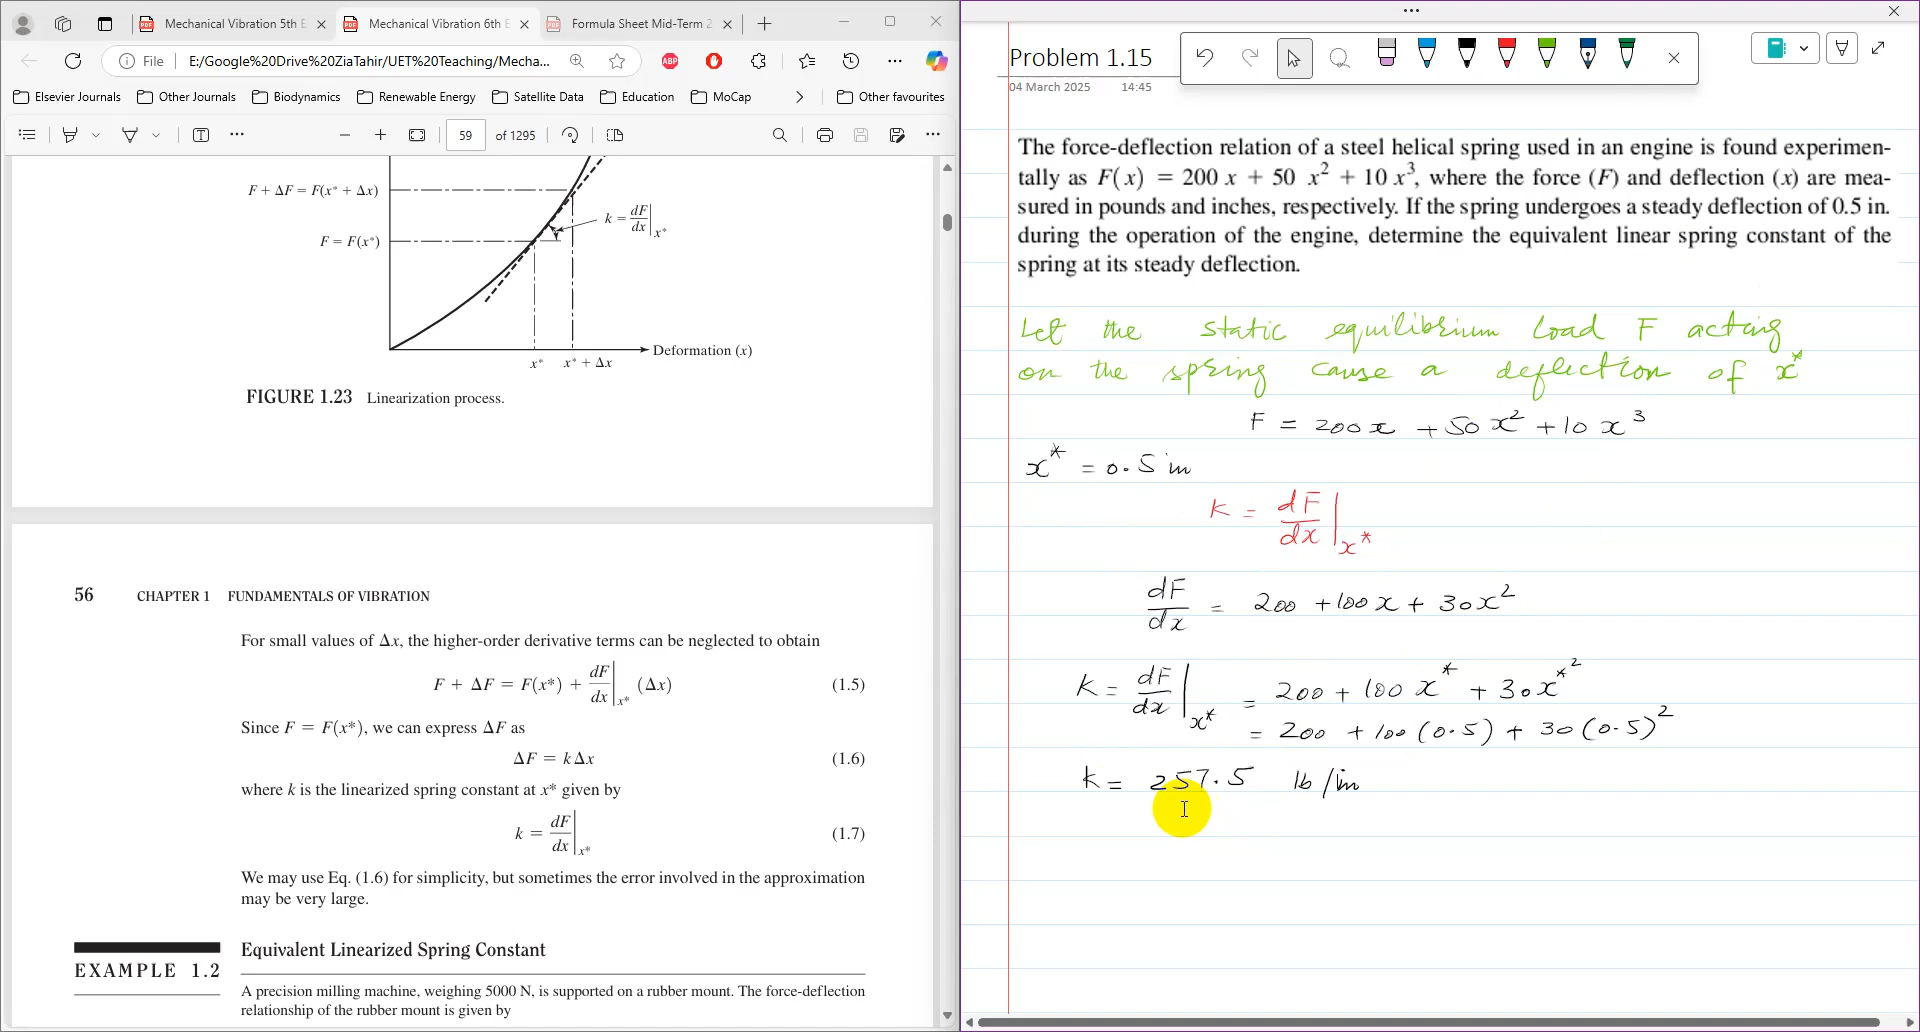 Mechanical Vibration 5th E
Mechanical Vibration 6th E
Formula Sheet Mid-Term 2
File
E:/Google%20Drive%20ZiaTahir/UET%20Teaching/Mecha...
ABP
Elsevier Journals
Other Journals
Biodynamics
Renewable Energy
Satellite Data
Education
MoCap
Other favourites
59 of 1295
F + ΔF = F(x* + Δx)
k = dF/dx|x*
F = F(x*)
Deformation (x)
x* x* + Δx
FIGURE 1.23 Linearization process.
56 CHAPTER 1 FUNDAMENTALS OF VIBRATION
For small values of Δx, the higher-order derivative terms can be neglected to obtain
F + ΔF = F(x*) + dF/dx|x* (Δx) (1.5)
Since F = F(x*), we can express ΔF as
ΔF = kΔx (1.6)
where k is the linearized spring constant at x* given by
k = dF/dx|x* (1.7)
We may use Eq. (1.6) for simplicity, but sometimes the error involved in the approximation
may be very large.
Equivalent Linearized Spring Constant
EXAMPLE 1.2
A precision milling machine, weighing 5000 N, is supported on a rubber mount. The force-deflection
relationship of the rubber mount is given by
Problem 1.15
04 March 2025 14:45
The force-deflection relation of a steel helical spring used in an engine is found experimen-
tally as F(x) = 200 x + 50 x² + 10 x³, where the force (F) and deflection (x) are mea-
sured in pounds and inches, respectively. If the spring undergoes a steady deflection of 0.5 in.
during the operation of the engine, determine the equivalent linear spring constant of the
spring at its steady deflection.
Let the static equilibrium load F acting
on the spring cause a deflection of x*
F = 200x + 50x² + 10x³
x* = 0.5 in
K = dF/dx|x*
dF/dx = 200 + 100x + 30x²
K = dF/dx|x* = 200 + 100x* + 30x*²
= 200 + 100(0.5) + 30(0.5)²
k = 257.5 lb/in